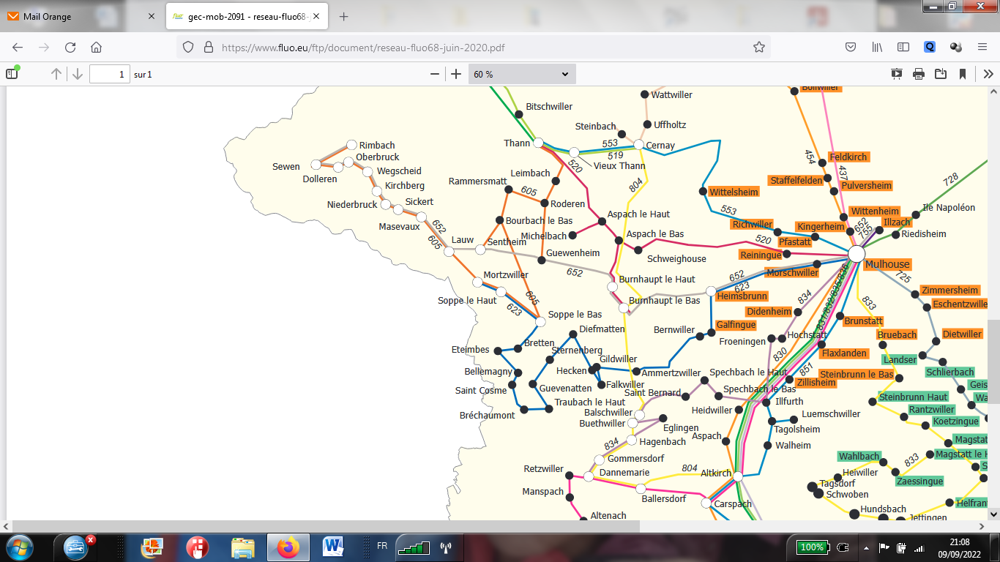 Mail Orange
gec-mob-2091 - reseau-fluo68-j
https://www.fluo.eu/ftp/document/reseau-fluo68-juin-2020.pdf
1 sur 1
60 %
Bollwiller
Wattwiller
Bitschwiller
Steinbach
Uffholtz
Thann
553
Cernay
519
Rimbach
Oberbruck
Sewen
Dolleren
Wegscheid
Kirchberg
Niederbruck
Sickert
Masevaux
652
605
Lauw
Vieux Thann
520
Leimbach
Rammersmatt
605
Roderen
804
Bourbach le Bas
Aspach le Haut
Michelbach
Aspach le Bas
Sentheim
Guewenheim
Schweighouse
652
520
Feldkirch
454
437
Staffelfelden
Pulversheim
Wittelsheim
553
728
Ile Napoléon
Wittenheim
Richwiller
Kingerheim
652
755
Illzach
Riedisheim
Pfastatt
Reiningue
Mulhouse
Morschwiller
652
623
725
Mortzwiller
Soppe le Haut
605
623
Soppe le Bas
Burnhaupt le Haut
Burnhaupt le Bas
Heimsbrunn
834
831/832/835/836
833
Zimmersheim
Eschentzwille
Didenheim
Brunstatt
Diefmatten
Bernwiller
Galfingue
Bruebach
Dietwiller
Bretten
Eteimbes
Sternenberg
Froeningen
Hochstatt
Flaxlanden
Landser
Gildwiller
830
Bellemagny
Hecken
Ammertzwiller
Spechbach le Haut
851
Steinbrunn le Bas
Schlierbach
Saint Cosme
Guevenatten
Falkwiller
Saint Bernard
Spechbach le Bas
Zillisheim
Geis
Steinbrunn Haut
Wa
Traubach le Haut
Illfurth
Bréchaumont
Balschwiller
Heidwiller
Luemschwiller
Rantzwiller
Buethwiller
Eglingen
Tagolsheim
Koetzingue
834
Hagenbach
Aspach
Walheim
Magstat
Gommersdorf
Wahlbach
833
Magstatt le H
Retzwiller
Dannemarie
804
Altkirch
Heiwiller
Zaessingue
S
Tagsdorf
Manspach
Ballersdorf
Carspach
Schwoben
Helfrant
Altenach
Hundsbach
Jettingen
FR
100%
21:08
09/09/2022